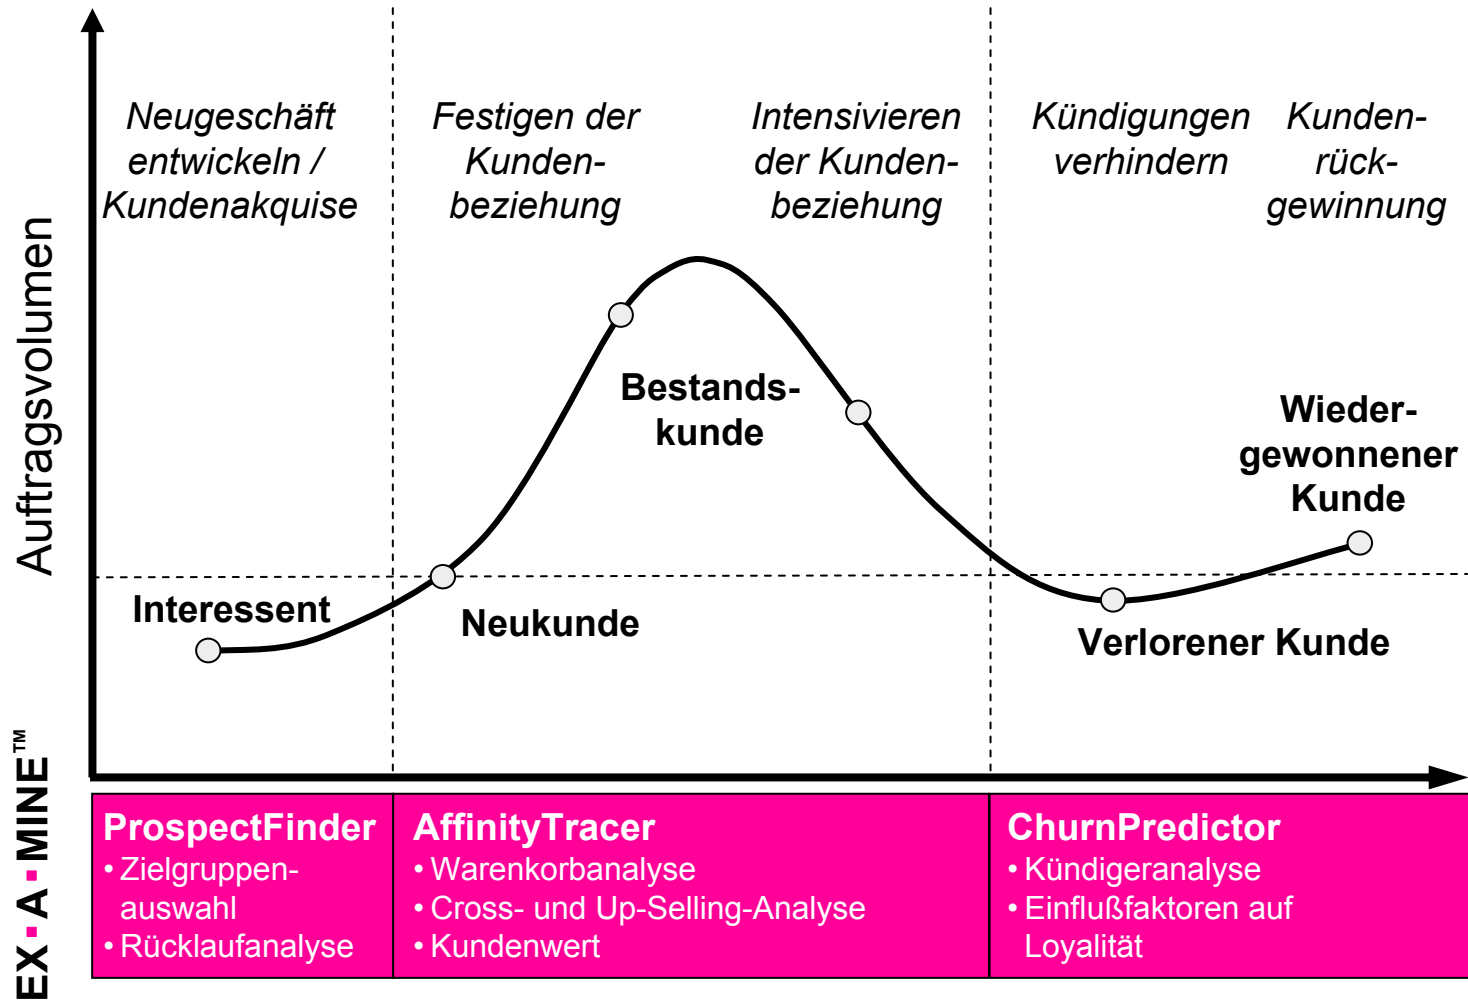 Neugeschäft
entwickeln /
Kundenakquise
Festigen der
Kunden-
beziehung
Intensivieren
der Kunden-
beziehung
Kündigungen
verhindern
Kunden-
rück-
gewinnung
Auftragsvolumen
Bestands-
kunde
Wieder-
gewonnener
Kunde
Interessent
Neukunde
Verlorener Kunde
EX▪A▪MINE™
ProspectFinder
• Zielgruppen-
auswahl
• Rücklaufanalyse
AffinityTracer
• Warenkorbanalyse
• Cross- und Up-Selling-Analyse
• Kundenwert
ChurnPredictor
• Kündigeranalyse
• Einflußfaktoren auf
Loyalität